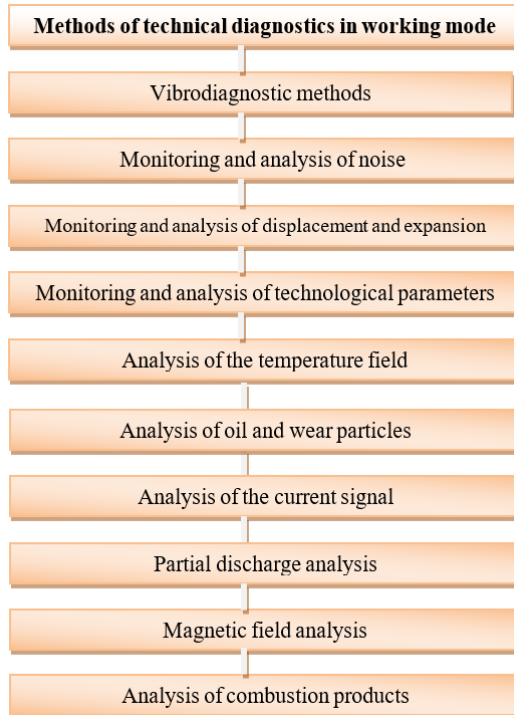 Methods of technical diagnostics in working mode
Vibrodiagnostic methods
Monitoring and analysis of noise
Monitoring and analysis of displacement and expansion
Monitoring and analysis of technological parameters
Analysis of the temperature field
Analysis of oil and wear particles
Analysis of the current signal
Partial discharge analysis
Magnetic field analysis
Analysis of combustion products